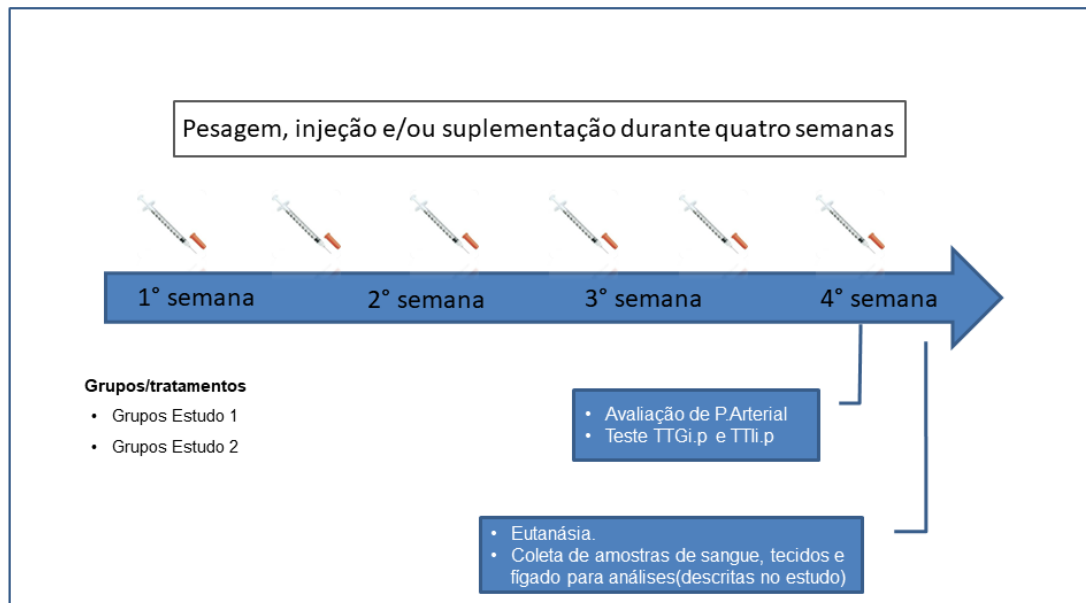 Pesagem, injeção e/ou suplementação durante quatro semanas
1° semana
2° semana
3° semana
4° semana
Grupos/tratamentos
• Grupos Estudo 1
• Grupos Estudo 2
• Avaliação de P.Arterial
• Teste TTGi.p e TTIi.p
• Eutanásia.
• Coleta de amostras de sangue, tecidos e
fígado para análises(descritas no estudo)